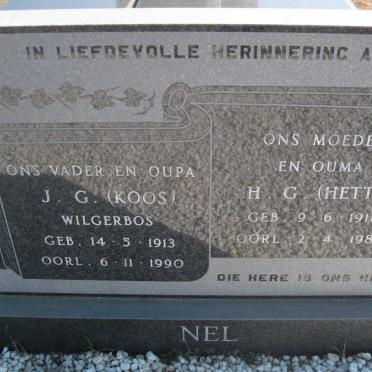 IN LIEFDEVOLLE HERINNERING A
ONS VADER EN OUPA
J. G. (KOOS)
WILGERBOS
GEB. 14 - 5 - 1913
OORL. 6 - 11 - 1990
ONS MOEDE
EN OUMA
H. G. (HETT
GEB. 9 - 6 - 191
OORL. 2 - 4 - 198
DIE HERE IS ONS
NEL